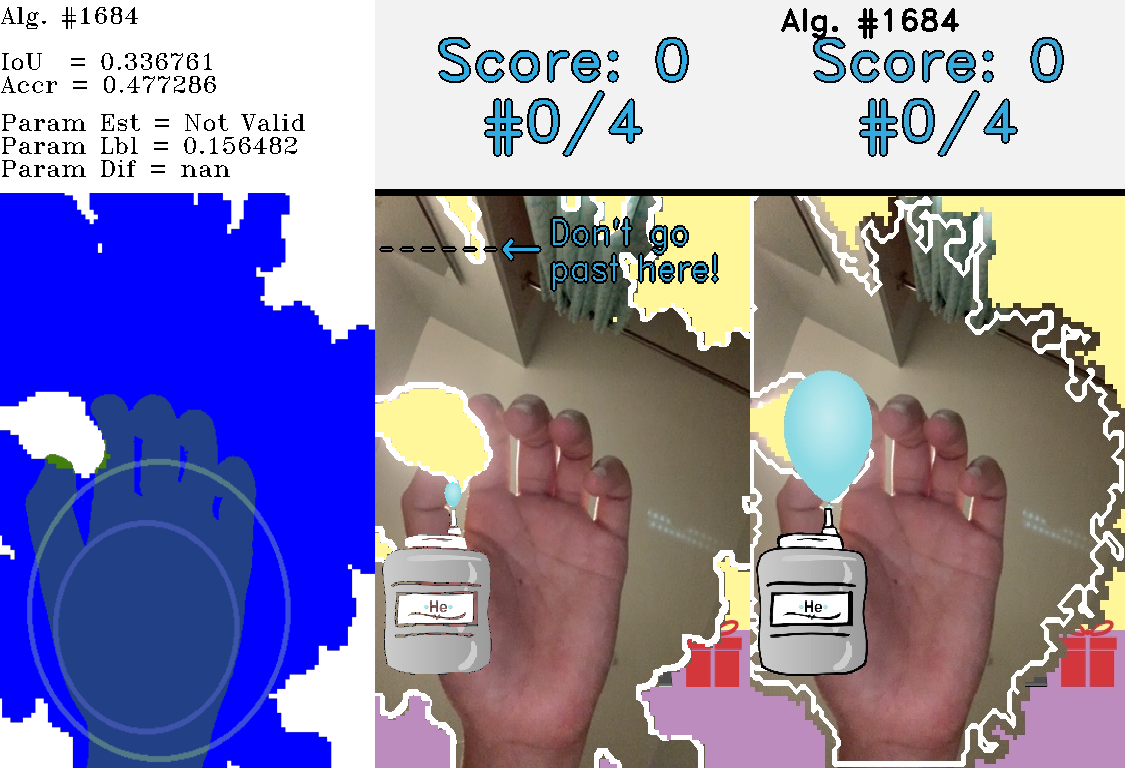 Alg. #1684
IoU = 0.336761
Accr = 0.477286
Param Est = Not Valid
Param Lbl = 0.156482
Param Dif = nan
Score: 0
#0/4
Don't go
past here!
•He•
Alg. #1684
Score: 0
#0/4
•He•